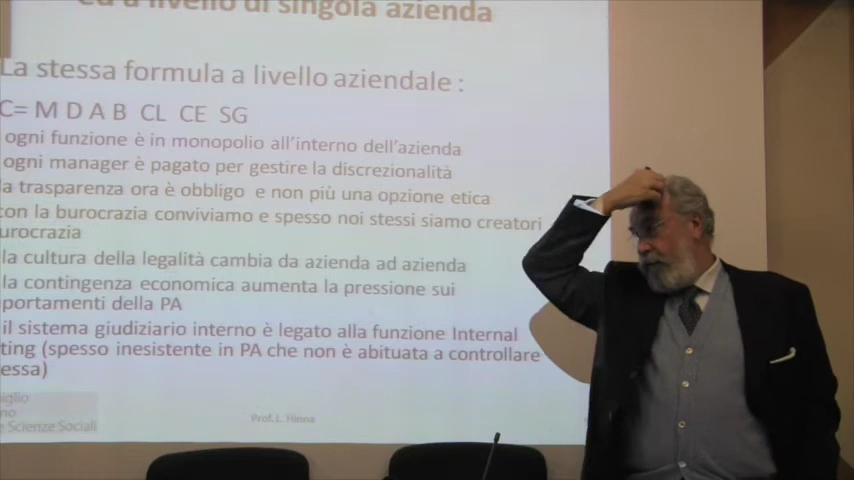 ed a livello di singola azienda
La stessa formula a livello aziendale :
C= M D A B CL CE SG
ogni funzione è in monopolio all'interno dell'azienda
ogni manager è pagato per gestire la discrezionalità
la trasparenza ora è obbligo e non più una opzione etica
con la burocrazia conviviamo e spesso noi stessi siamo creatori
urocrazia
la cultura della legalità cambia da azienda ad azienda
la contingenza economica aumenta la pressione sui
portamenti della PA
il sistema giudiziario interno è legato alla funzione Internal
ting (spesso inesistente in PA che non è abituata a controllare
essa)
iglio
no
e Scienze Sociali
Prof. L. Hinna